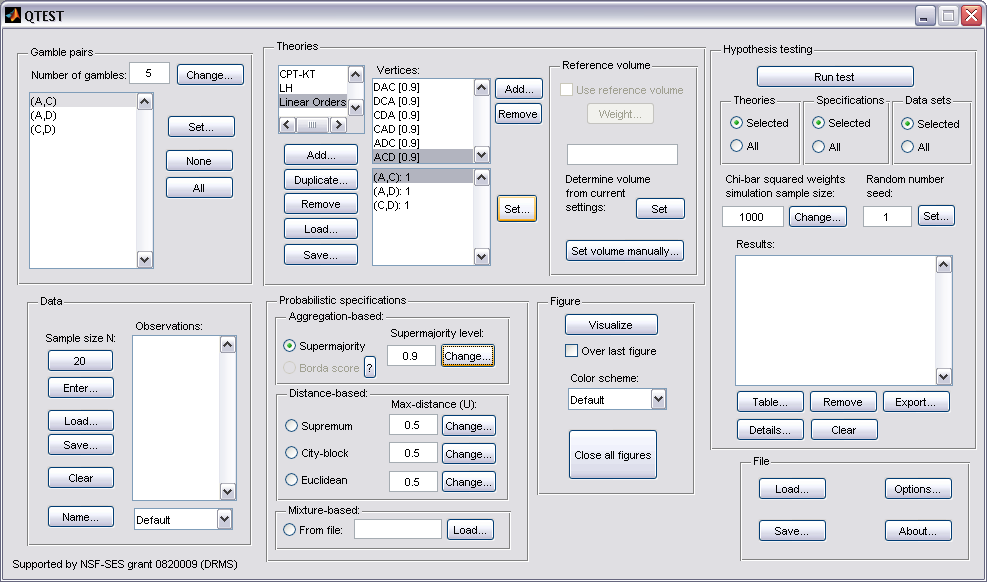 QTEST
Gamble pairs
Number of gambles: 5 Change...
(A,C)
(A,D)
(C,D)
Set...
None
All
Theories
CPT-KT
LH
Linear Orders
Add...
Duplicate...
Remove
Load...
Save...
Vertices:
DAC [0.9]
DCA [0.9]
CDA [0.9]
CAD [0.9]
ADC [0.9]
ACD [0.9]
(A,C): 1
(A,D): 1
(C,D): 1
Add...
Remove
Set...
Reference volume
Use reference volume
Weight...
Determine volume
from current
settings:
Set
Set volume manually...
Hypothesis testing
Run test
Theories
Selected
All
Specifications
Selected
All
Data sets
Selected
All
Chi-bar squared weights
simulation sample size:
1000 Change...
Random number
seed:
1 Set...
Results:
Table... Remove Export...
Details... Clear
Data
Sample size N:
20
Enter...
Load...
Save...
Clear
Name...
Observations:
Default
Probabilistic specifications
Aggregation-based:
Supermajority
Borda score ?
Supermajority level:
0.9 Change...
Distance-based:
Max-distance (U):
Supremum 0.5 Change...
City-block 0.5 Change...
Euclidean 0.5 Change...
Mixture-based:
From file: Load...
Figure
Visualize
Over last figure
Color scheme:
Default
Close all figures
File
Load... Options...
Save... About...
Supported by NSF-SES grant 0820009 (DRMS)